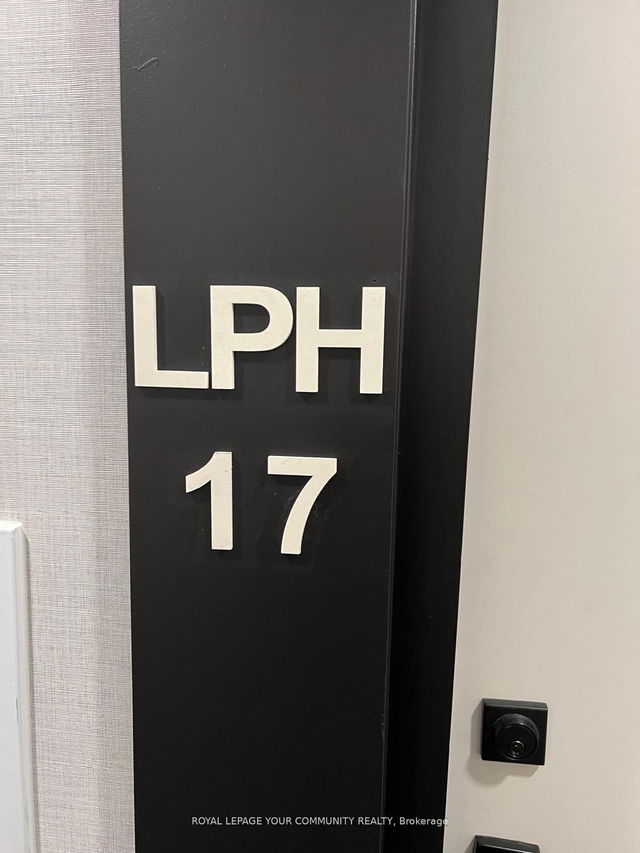 LPH
17
ROYAL LEPAGE YOUR COMMUNITY REALTY, Brokerage